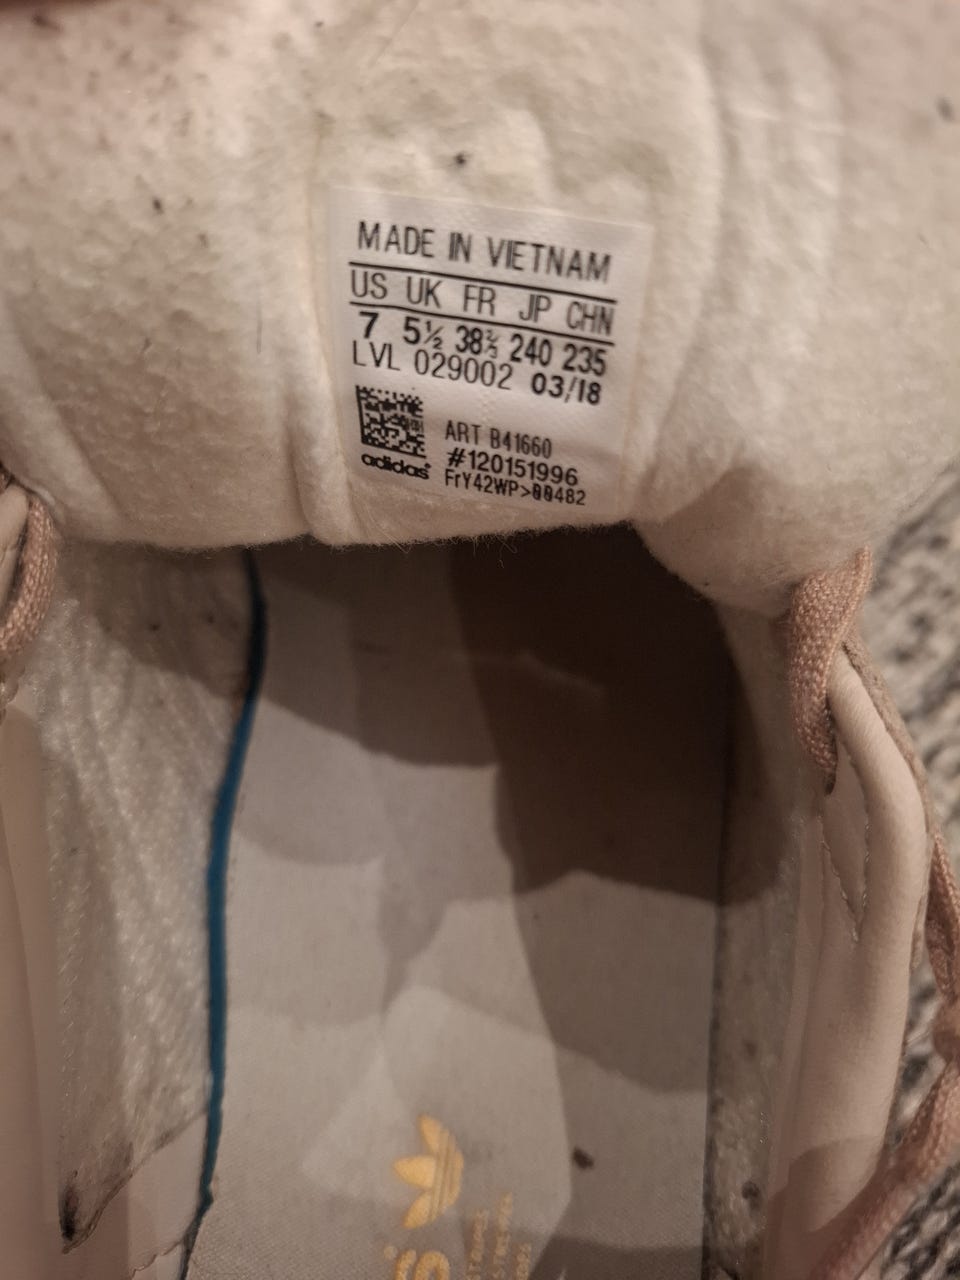 MADE IN VIETNAM
US UK FR JP CHN
7 5½ 38⅔ 240 235
LVL 029002 03/18
ART B41660
#120151996
FrY42WP>00482
adidas